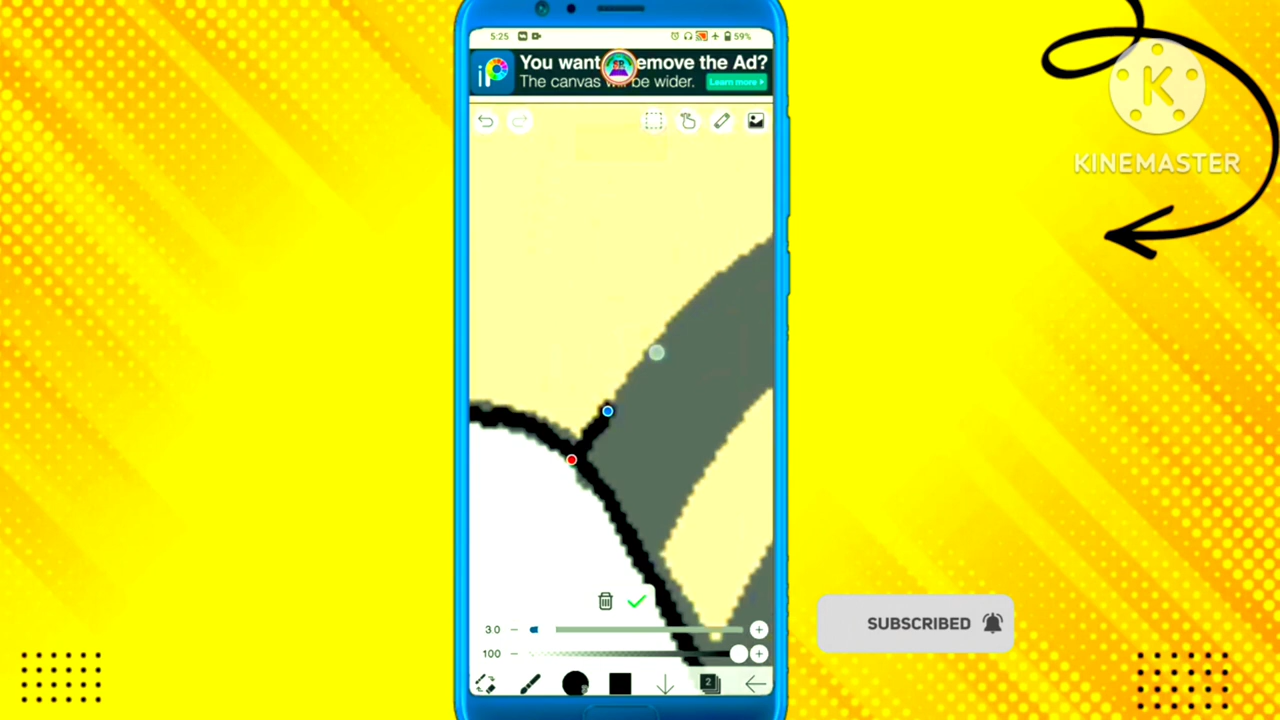 5:25
59%
iP
You want
emove the Ad?
The canvas
be wider.
Learn more
K
KINEMASTER
SUBSCRIBED
3.0
100
2